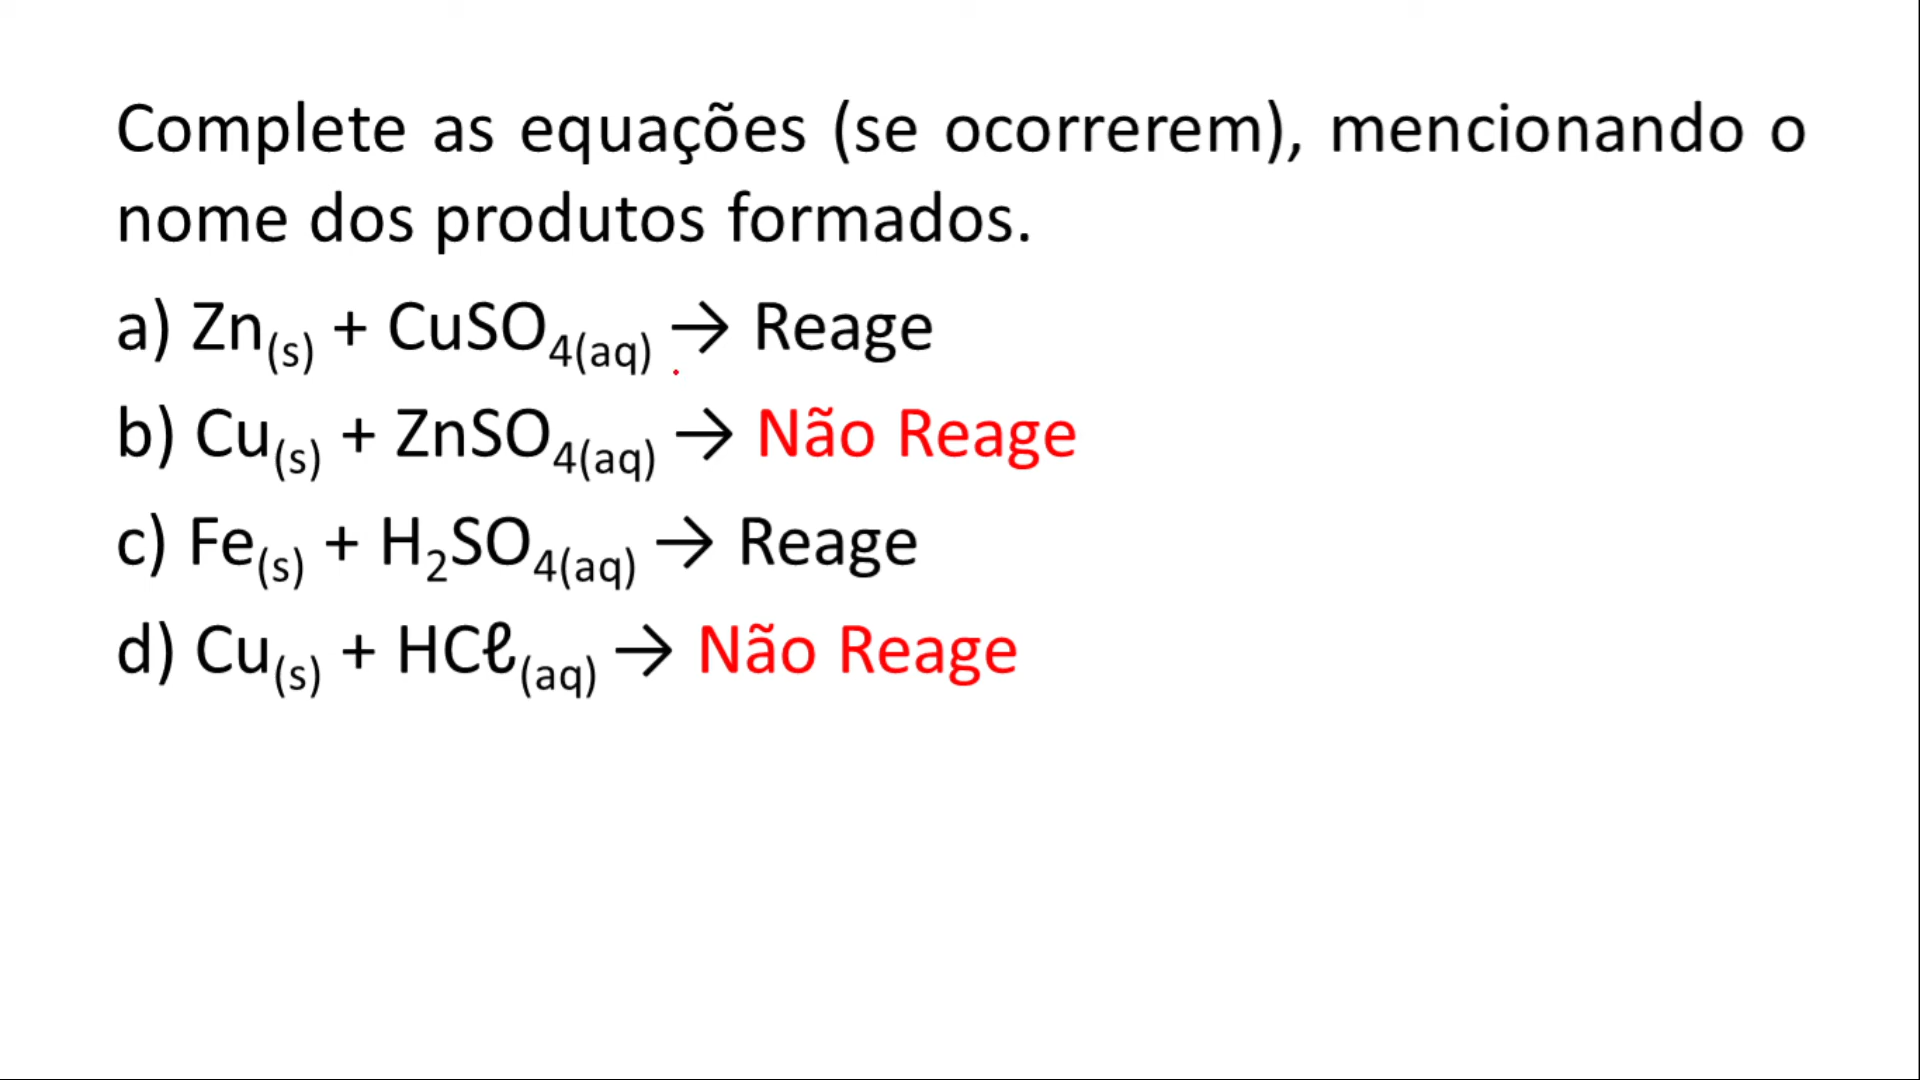 Complete as equações (se ocorrerem), mencionando o
nome dos produtos formados.
a) Zn(s) + CuSO4(aq) → Reage
b) Cu(s) + ZnSO4(aq) → Não Reage
c) Fe(s) + H2SO4(aq) → Reage
d) Cu(s) + HCℓ(aq) → Não Reage